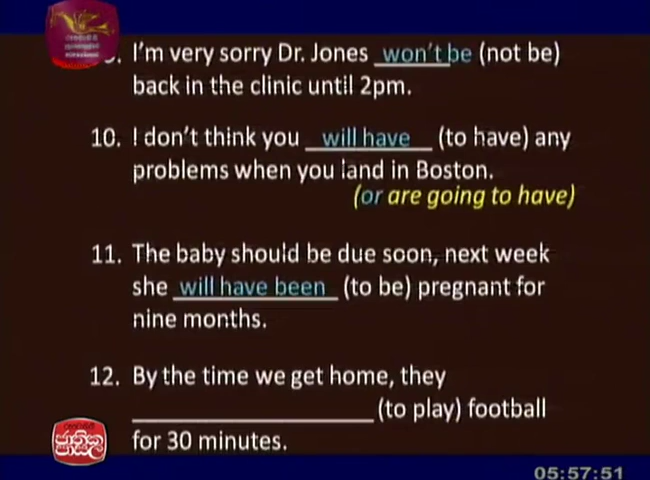 9. I'm very sorry Dr. Jones won't be (not be)
back in the clinic until 2pm.
10. I don't think you will have (to have) any
problems when you land in Boston.
(or are going to have)
11. The baby should be due soon, next week
she will have been (to be) pregnant for
nine months.
12. By the time we get home, they
____________________ (to play) football
for 30 minutes.
ජාතික
පාසල
05:57:51